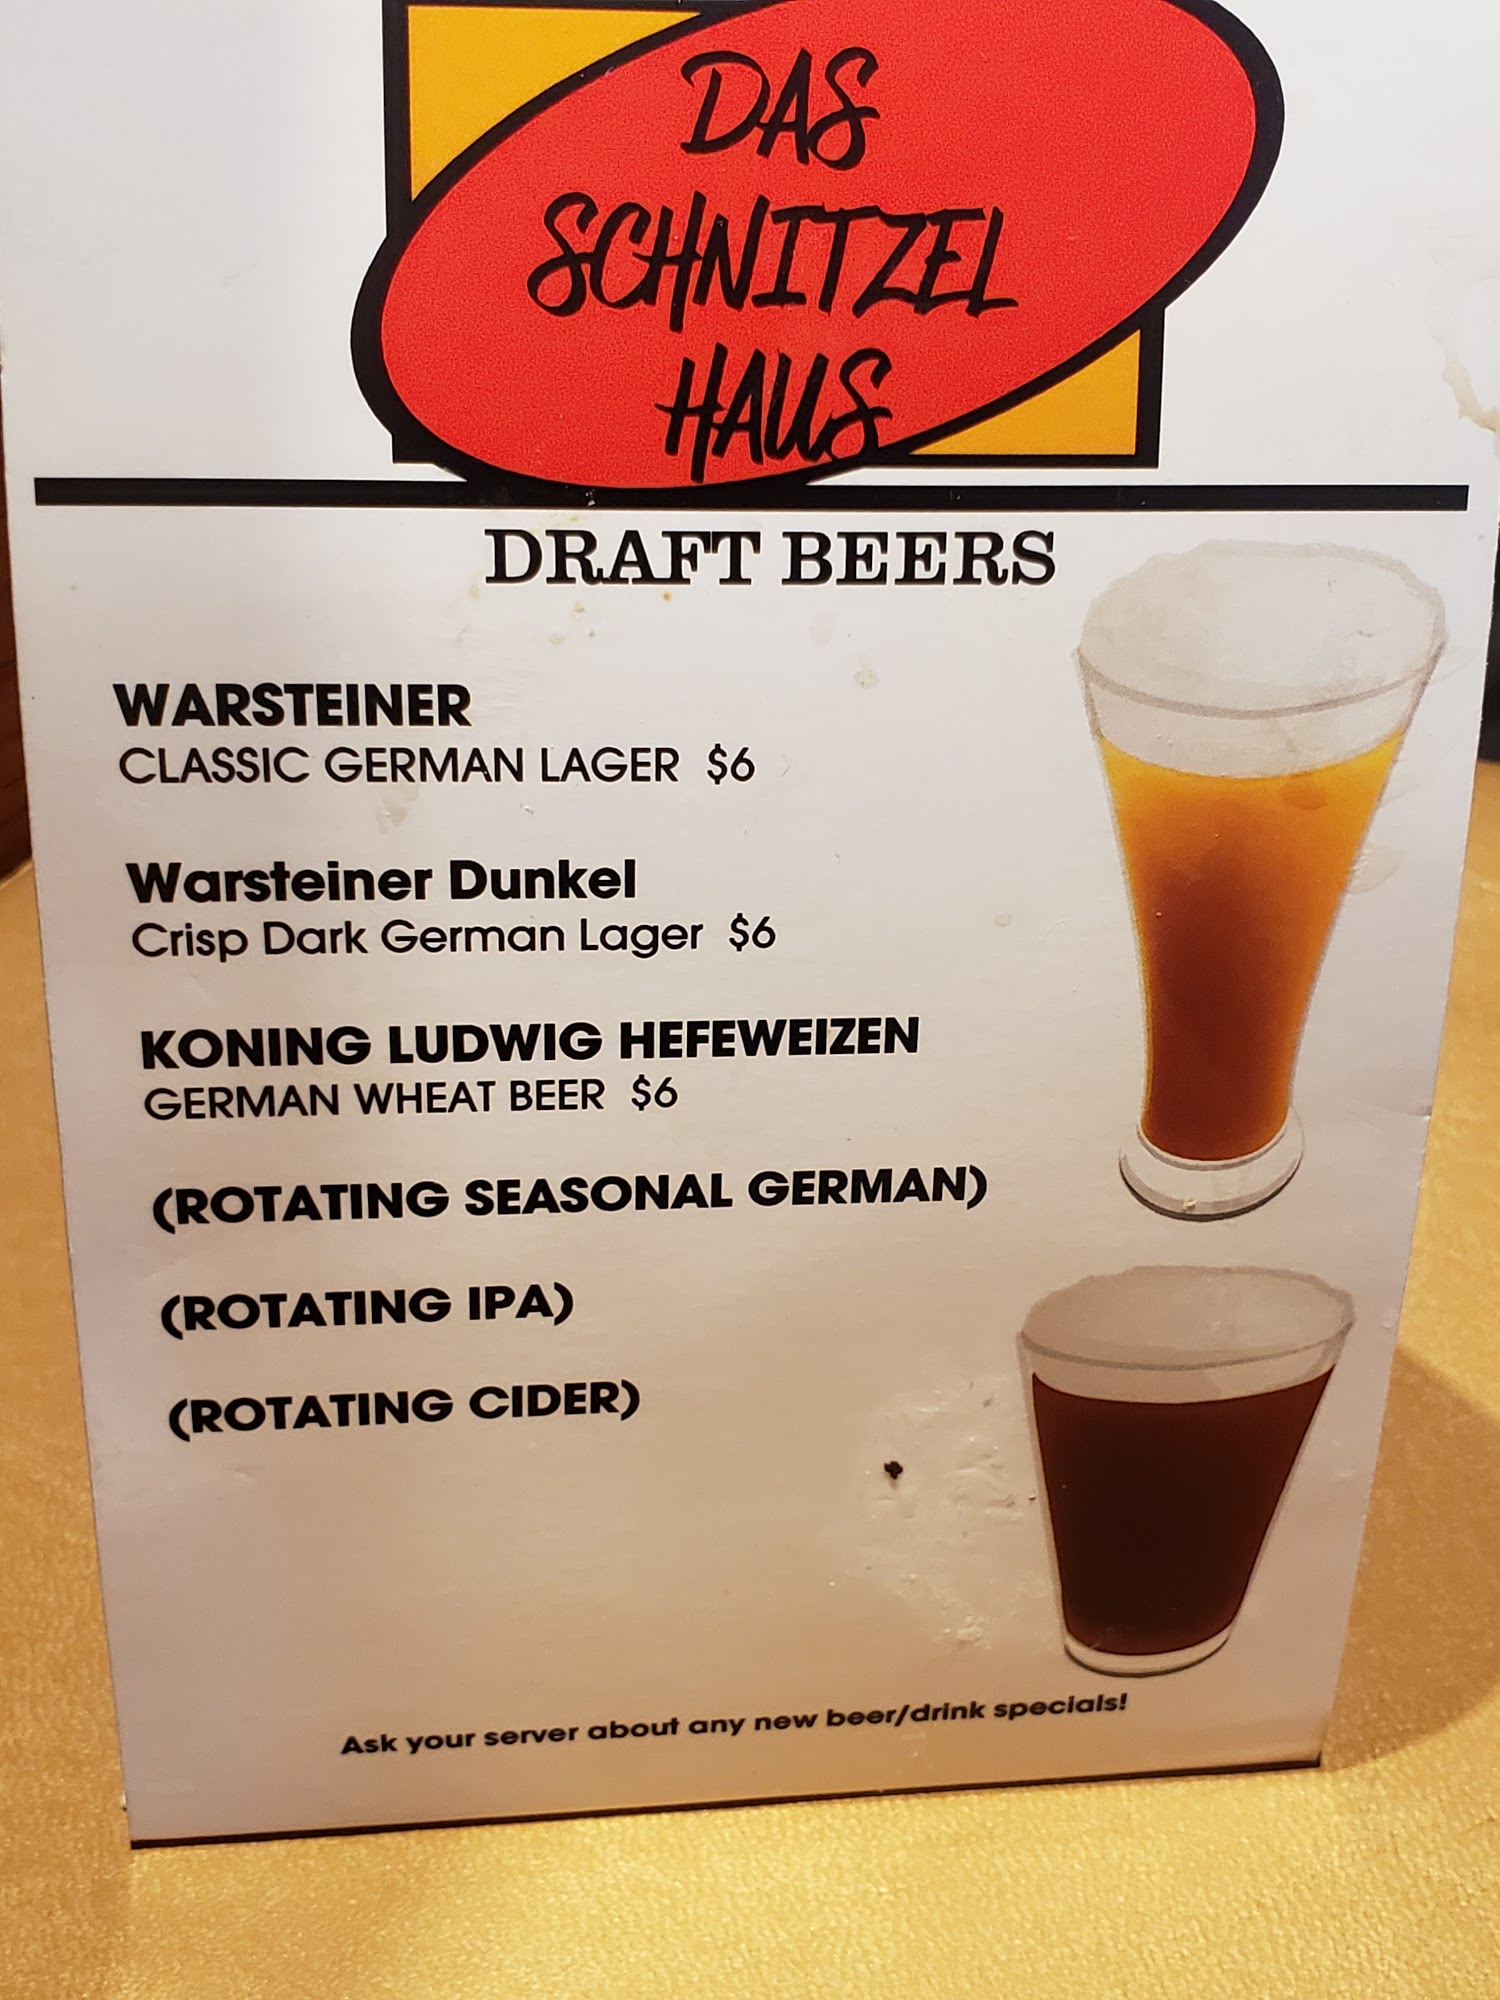 DAS
SCHNITZEL
HAUS
DRAFT BEERS
WARSTEINER
CLASSIC GERMAN LAGER $6
Warsteiner Dunkel
Crisp Dark German Lager $6
KONING LUDWIG HEFEWEIZEN
GERMAN WHEAT BEER $6
(ROTATING SEASONAL GERMAN)
(ROTATING IPA)
(ROTATING CIDER)
Ask your server about any new beer/drink specials!